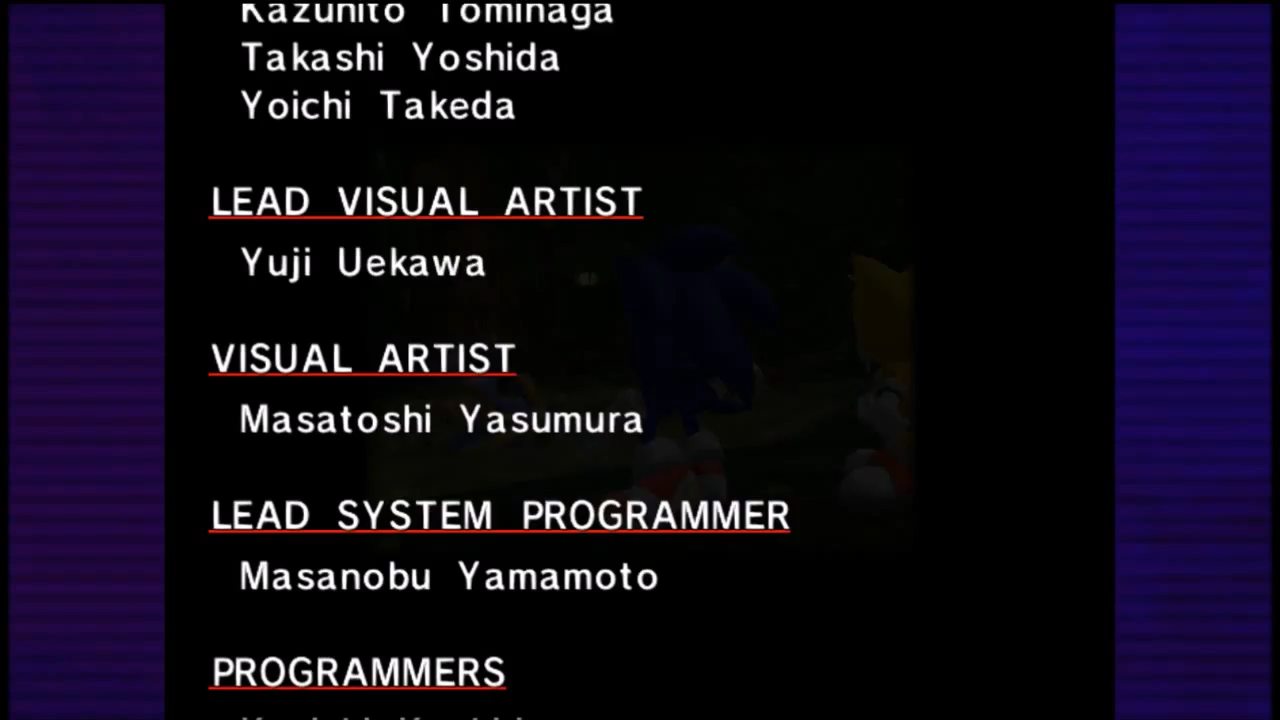 Kazuhito Tominaga
Takashi Yoshida
Yoichi Takeda
LEAD VISUAL ARTIST
Yuji Uekawa
VISUAL ARTIST
Masatoshi Yasumura
LEAD SYSTEM PROGRAMMER
Masanobu Yamamoto
PROGRAMMERS